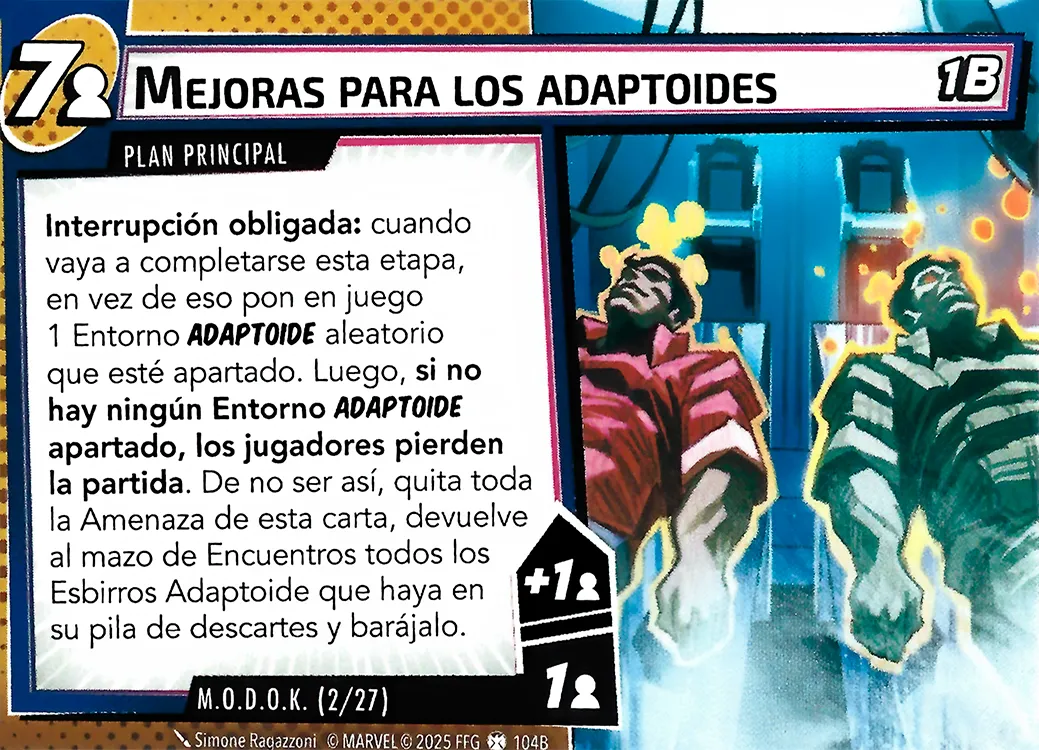 7
MEJORAS PARA LOS ADAPTOIDES
1B
PLAN PRINCIPAL
Interrupción obligada: cuando
vaya a completarse esta etapa,
en vez de eso pon en juego
1 Entorno ADAPTOIDE aleatorio
que esté apartado. Luego, si no
hay ningún Entorno ADAPTOIDE
apartado, los jugadores pierden
la partida. De no ser así, quita toda
la Amenaza de esta carta, devuelve
al mazo de Encuentros todos los
Esbirros Adaptoide que haya en
su pila de descartes y barájalo.
+1
1
M.O.D.O.K. (2/27)
Simone Ragazzoni © MARVEL © 2025 FFG 104B